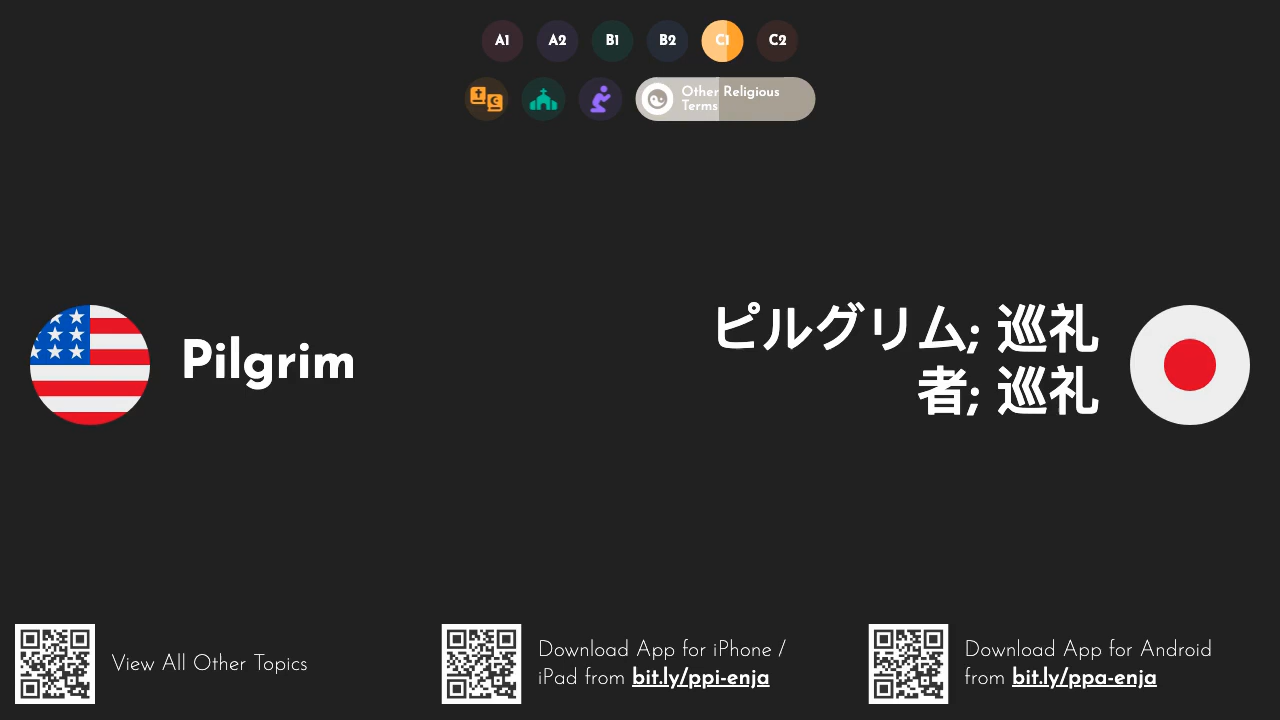 A1 A2 B1 B2 C1 C2
Other Religious
Terms
Pilgrim
ピルグリム; 巡礼
者; 巡礼
View All Other Topics
Download App for iPhone /
iPad from bit.ly/ppi-enja
Download App for Android
from bit.ly/ppa-enja